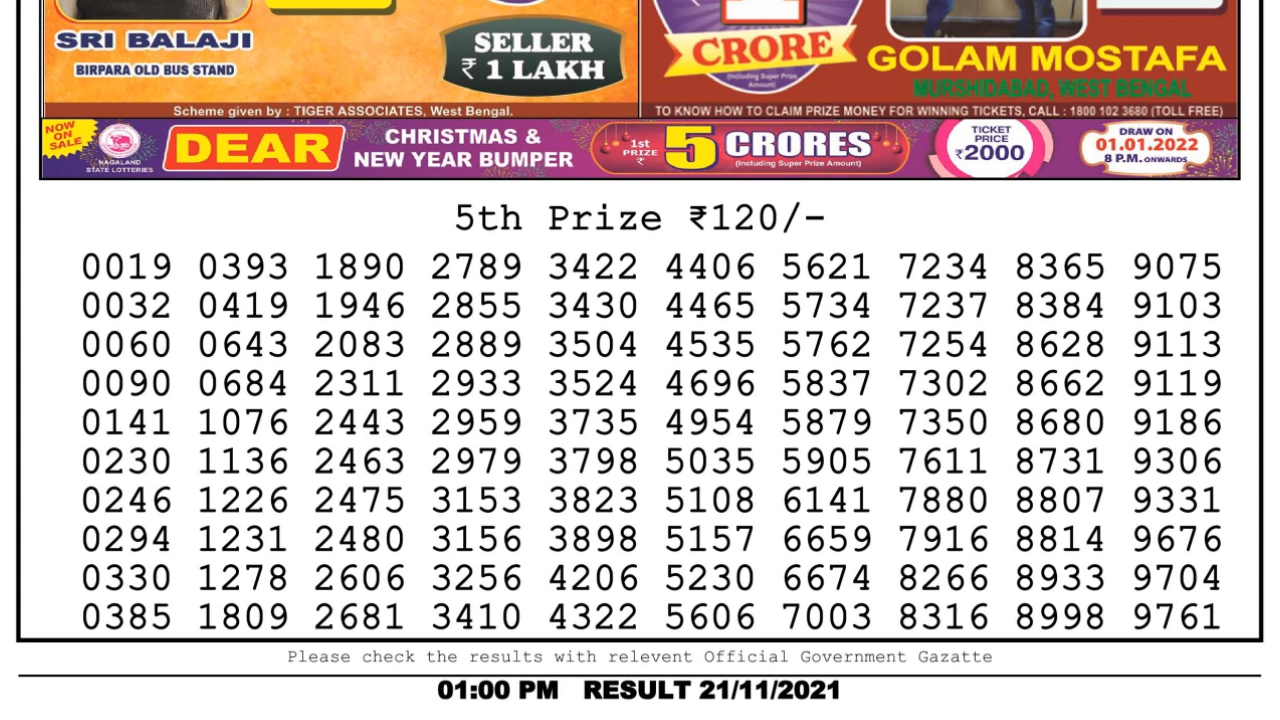 SRI BALAJI
BIRPARA OLD BUS STAND
SELLER
₹ 1 LAKH
Scheme given by : TIGER ASSOCIATES, West Bengal.
1
CRORE
(Including Super Prize
Amount)
GOLAM MOSTAFA
MURSHIDABAD, WEST BENGAL
TO KNOW HOW TO CLAIM PRIZE MONEY FOR WINNING TICKETS, CALL : 1800 102 3680 (TOLL FREE)
NOW
ON
SALE
NAGALAND
STATE LOTTERIES
DEAR
CHRISTMAS &
NEW YEAR BUMPER
1st
PRIZE
₹
5 CRORES
(Including Super Prize Amount)
TICKET
PRICE
₹2000
DRAW ON
01.01.2022
8 P.M. ONWARDS
5th Prize ₹120/-
0019 0393 1890 2789 3422 4406 5621 7234 8365 9075
0032 0419 1946 2855 3430 4465 5734 7237 8384 9103
0060 0643 2083 2889 3504 4535 5762 7254 8628 9113
0090 0684 2311 2933 3524 4696 5837 7302 8662 9119
0141 1076 2443 2959 3735 4954 5879 7350 8680 9186
0230 1136 2463 2979 3798 5035 5905 7611 8731 9306
0246 1226 2475 3153 3823 5108 6141 7880 8807 9331
0294 1231 2480 3156 3898 5157 6659 7916 8814 9676
0330 1278 2606 3256 4206 5230 6674 8266 8933 9704
0385 1809 2681 3410 4322 5606 7003 8316 8998 9761
Please check the results with relevent Official Government Gazatte
01:00 PM RESULT 21/11/2021